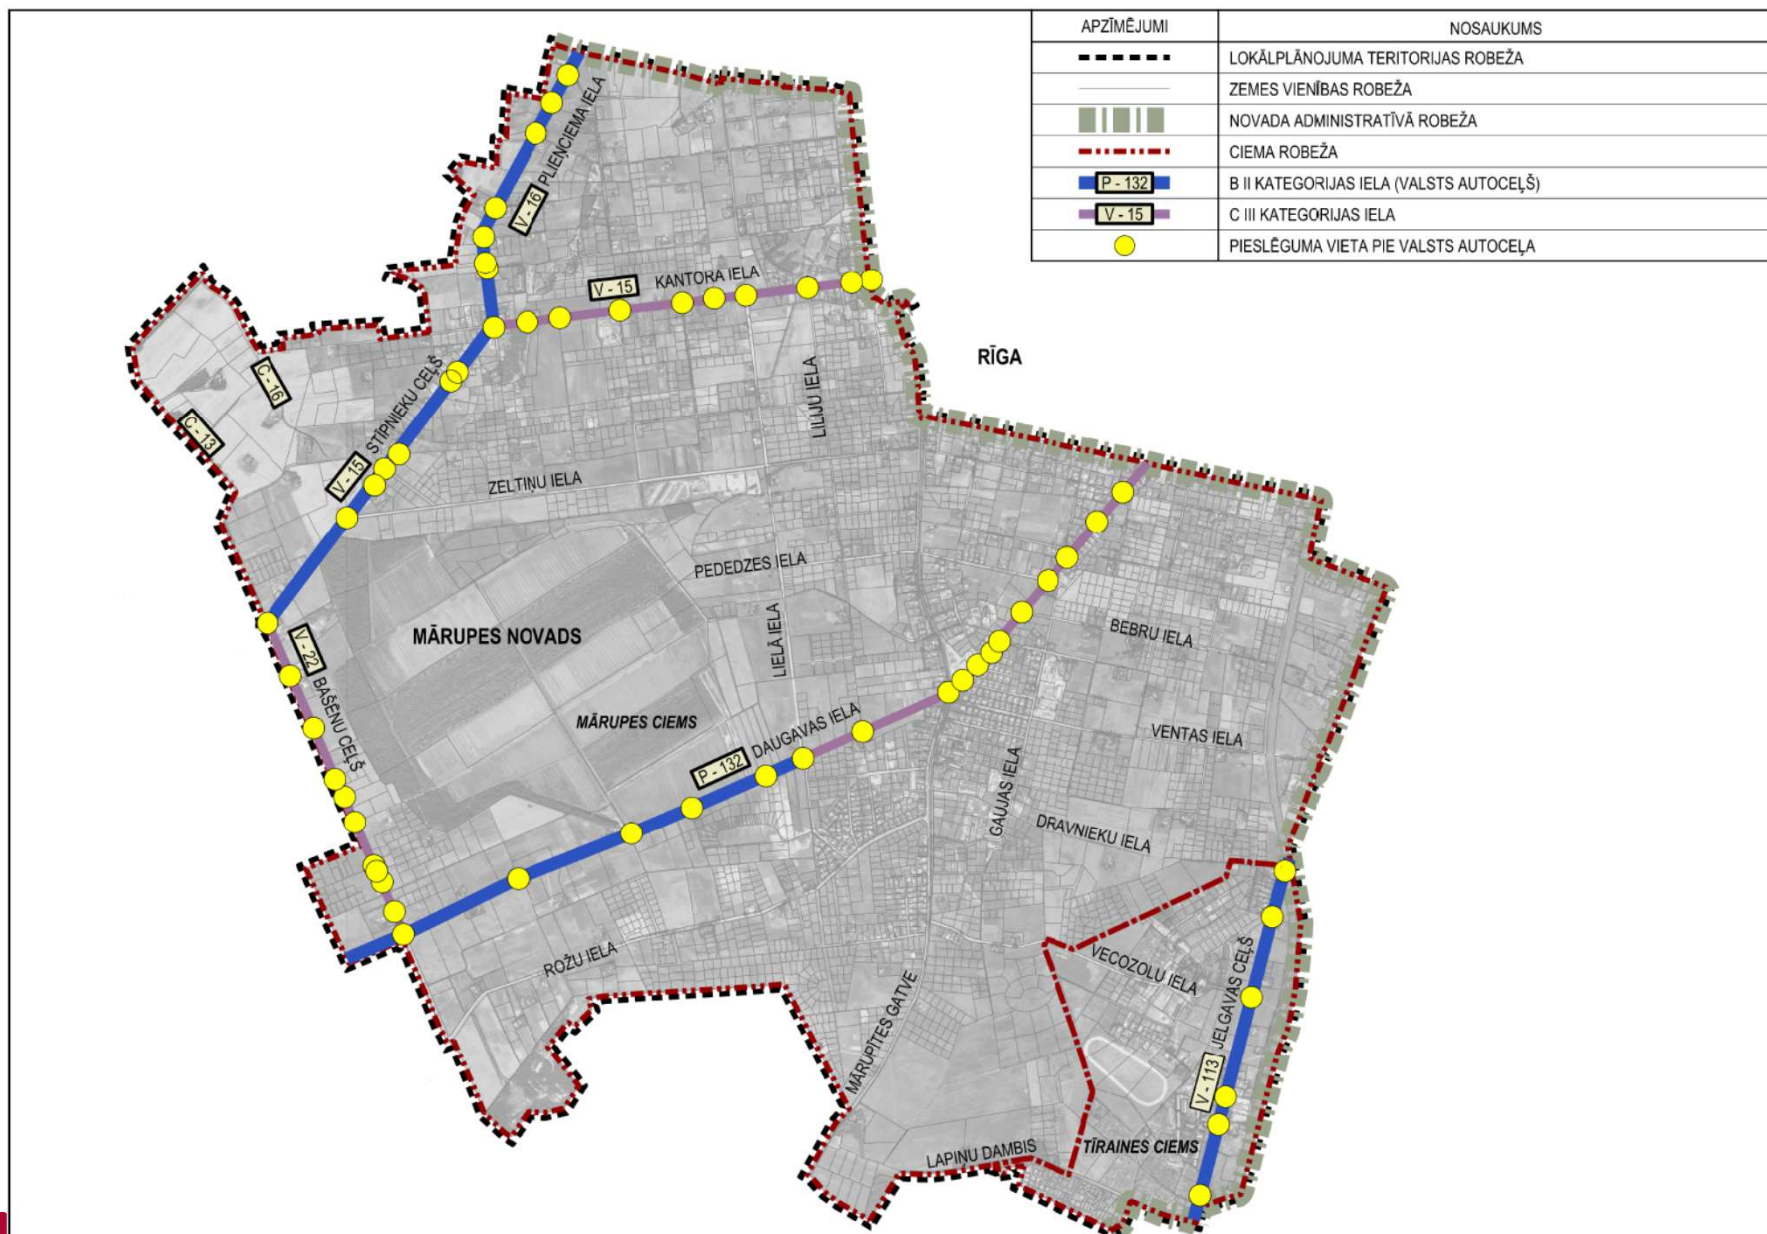 APZĪMĒJUMI
NOSAUKUMS
LOKĀLPLĀNOJUMA TERITORIJAS ROBEŽA
ZEMES VIENĪBAS ROBEŽA
NOVADA ADMINISTRATĪVĀ ROBEŽA
CIEMA ROBEŽA
P - 132
B II KATEGORIJAS IELA (VALSTS AUTOCEĻŠ)
V - 15
C III KATEGORIJAS IELA
PIESLĒGUMA VIETA PIE VALSTS AUTOCEĻA
PLIEŅCIEMA IELA
V - 16
KANTORA IELA
V - 15
RĪGA
C - 16
C - 13
STĪPNIEKU CEĻŠ
V - 15
LILIJU IELA
ZELTIŅU IELA
PEDEDZES IELA
MĀRUPES NOVADS
LIELĀ IELA
BEBRU IELA
V - 22
BAŠĒNU CEĻŠ
MĀRUPES CIEMS
DAUGAVAS IELA
P - 132
VENTAS IELA
GAUJAS IELA
DRAVNIEKU IELA
ROŽU IELA
VECOZOLU IELA
JELGAVAS CEĻŠ
MĀRUPĪTES GATVE
V - 113
TĪRAINES CIEMS
LAPIŅU DAMBIS